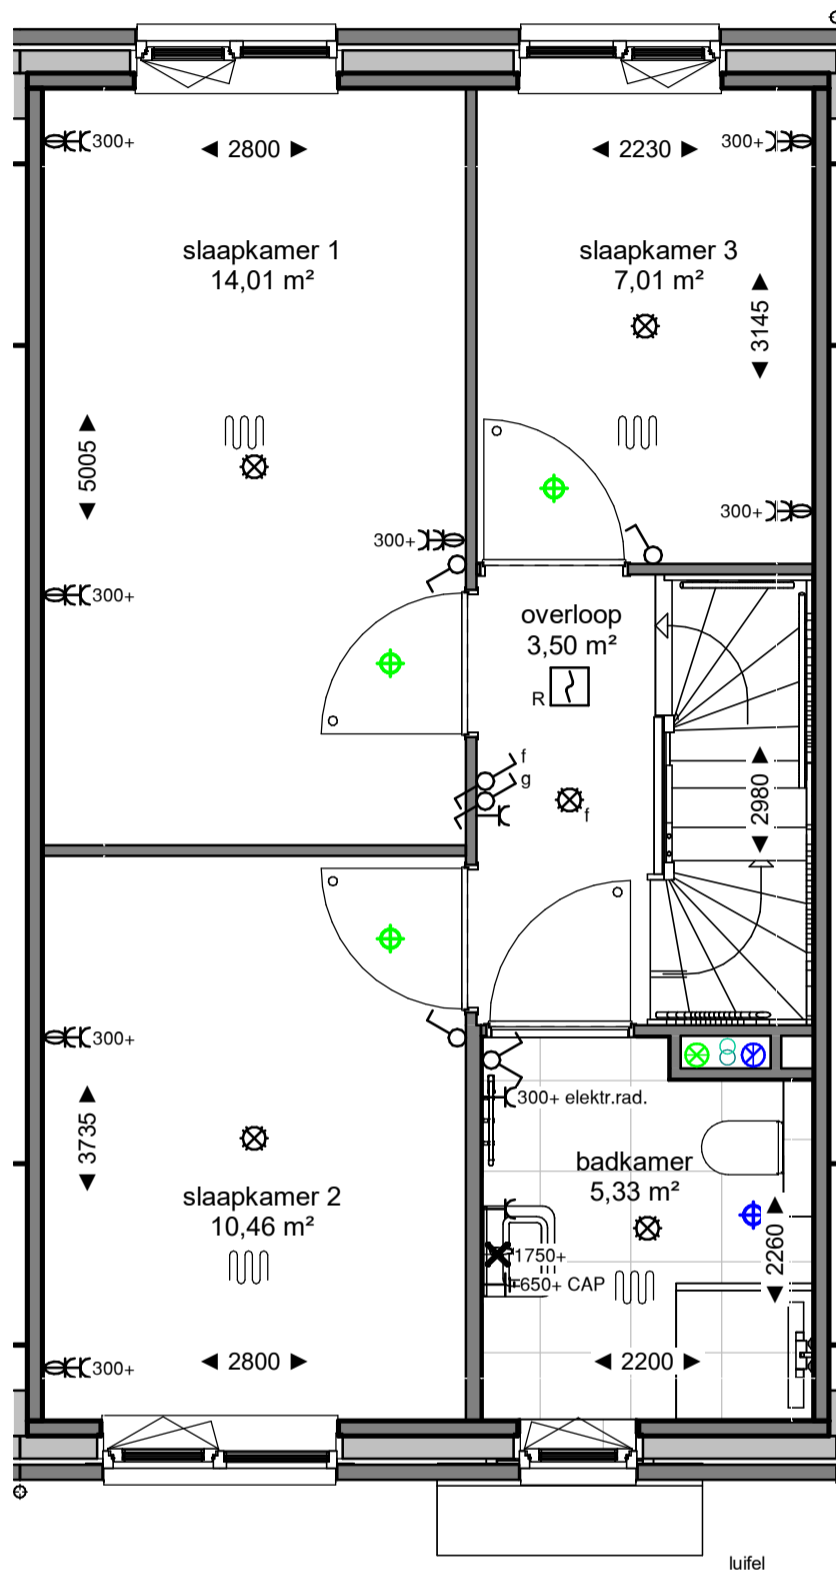 300+
2800
2230
300+
slaapkamer 1
14,01 m²
slaapkamer 3
7,01 m²
3145
5005
300+
300+
300+
overloop
3,50 m²
R
f
g
f
2980
300+
300+ elektr.rad.
3735
badkamer
5,33 m²
slaapkamer 2
10,46 m²
2260
1750+
650+ CAP
300+
2800
2200
luifel